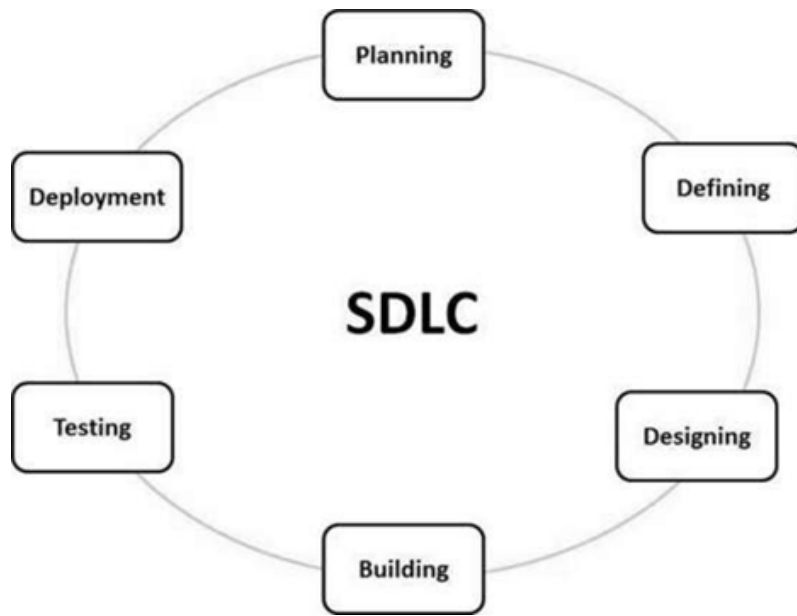 Planning
Deployment
Defining
SDLC
Testing
Designing
Building